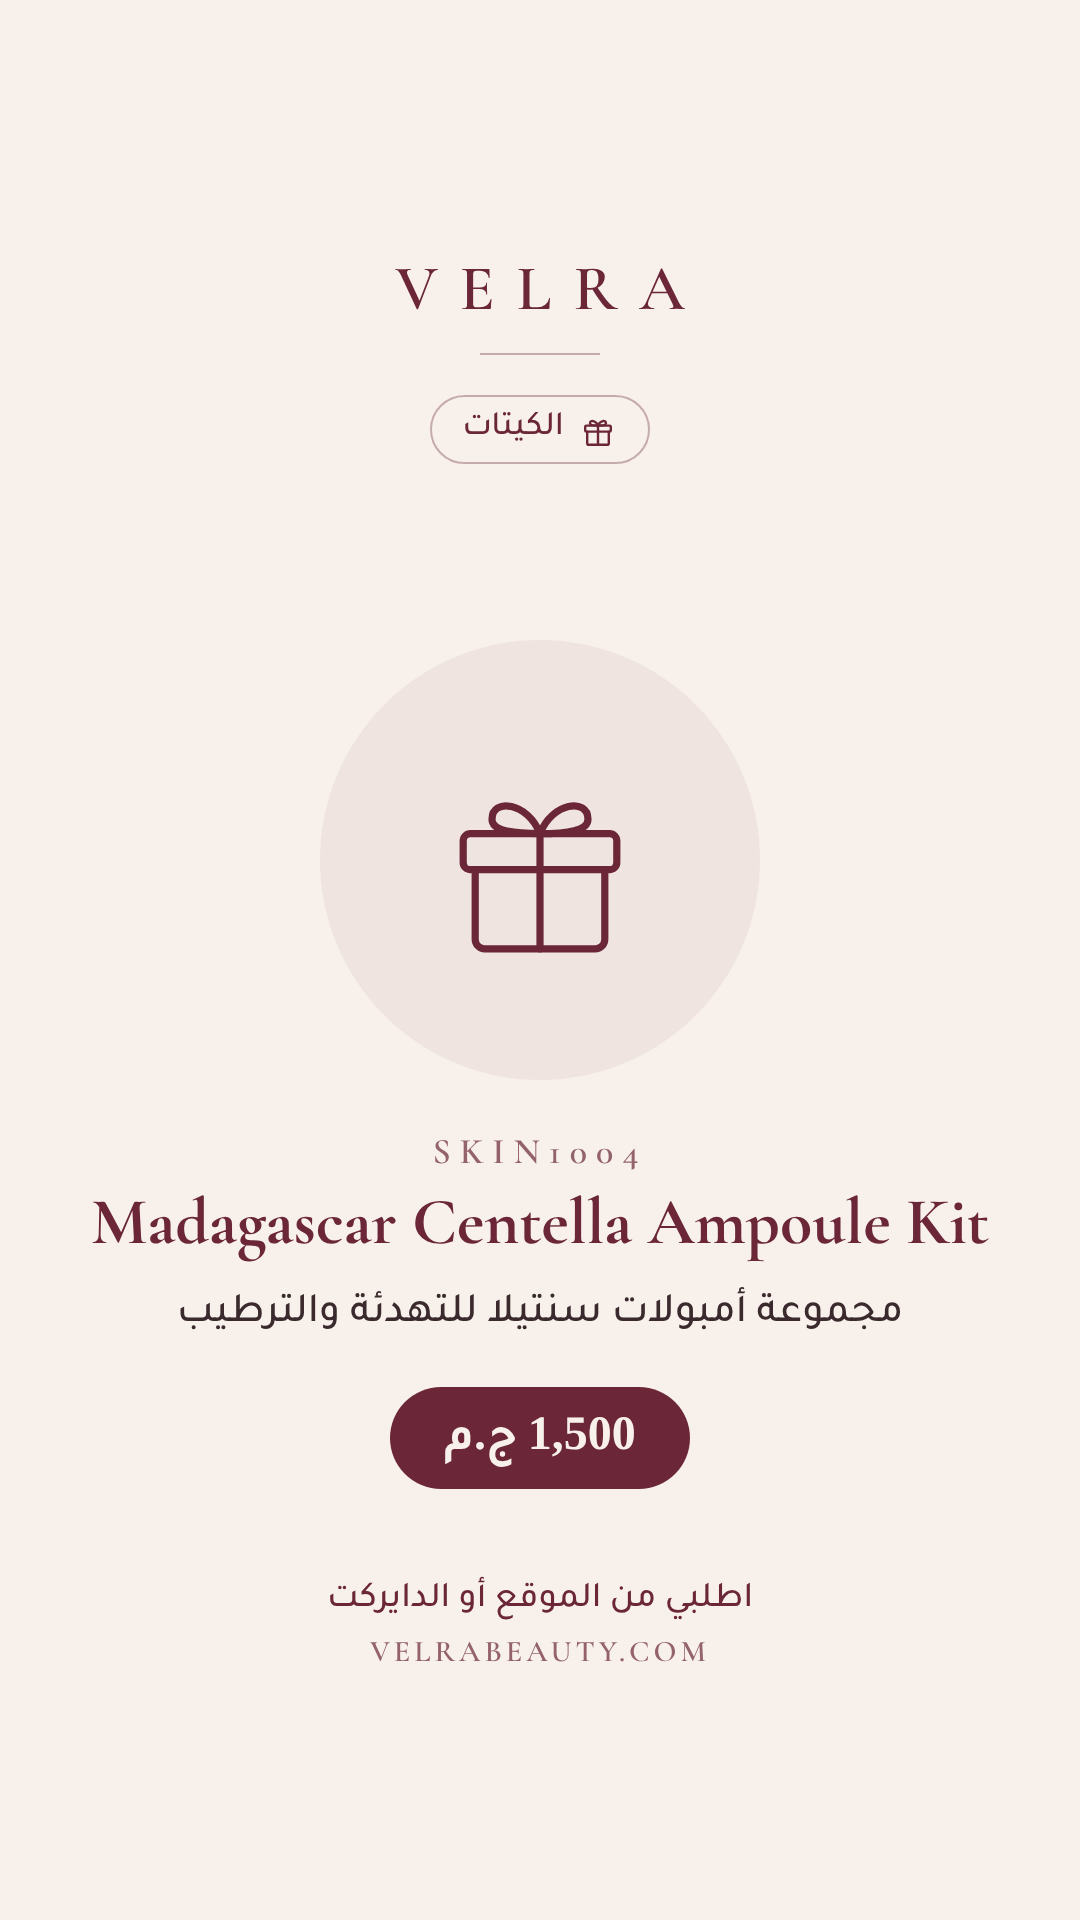 VELRA
الكيتات
SKIN1004
Madagascar Centella Ampoule Kit
مجموعة أمبولات سنتيلا للتهدئة والترطيب
1,500 ج.م
اطلبي من الموقع أو الدايركت
VELRABEAUTY.COM